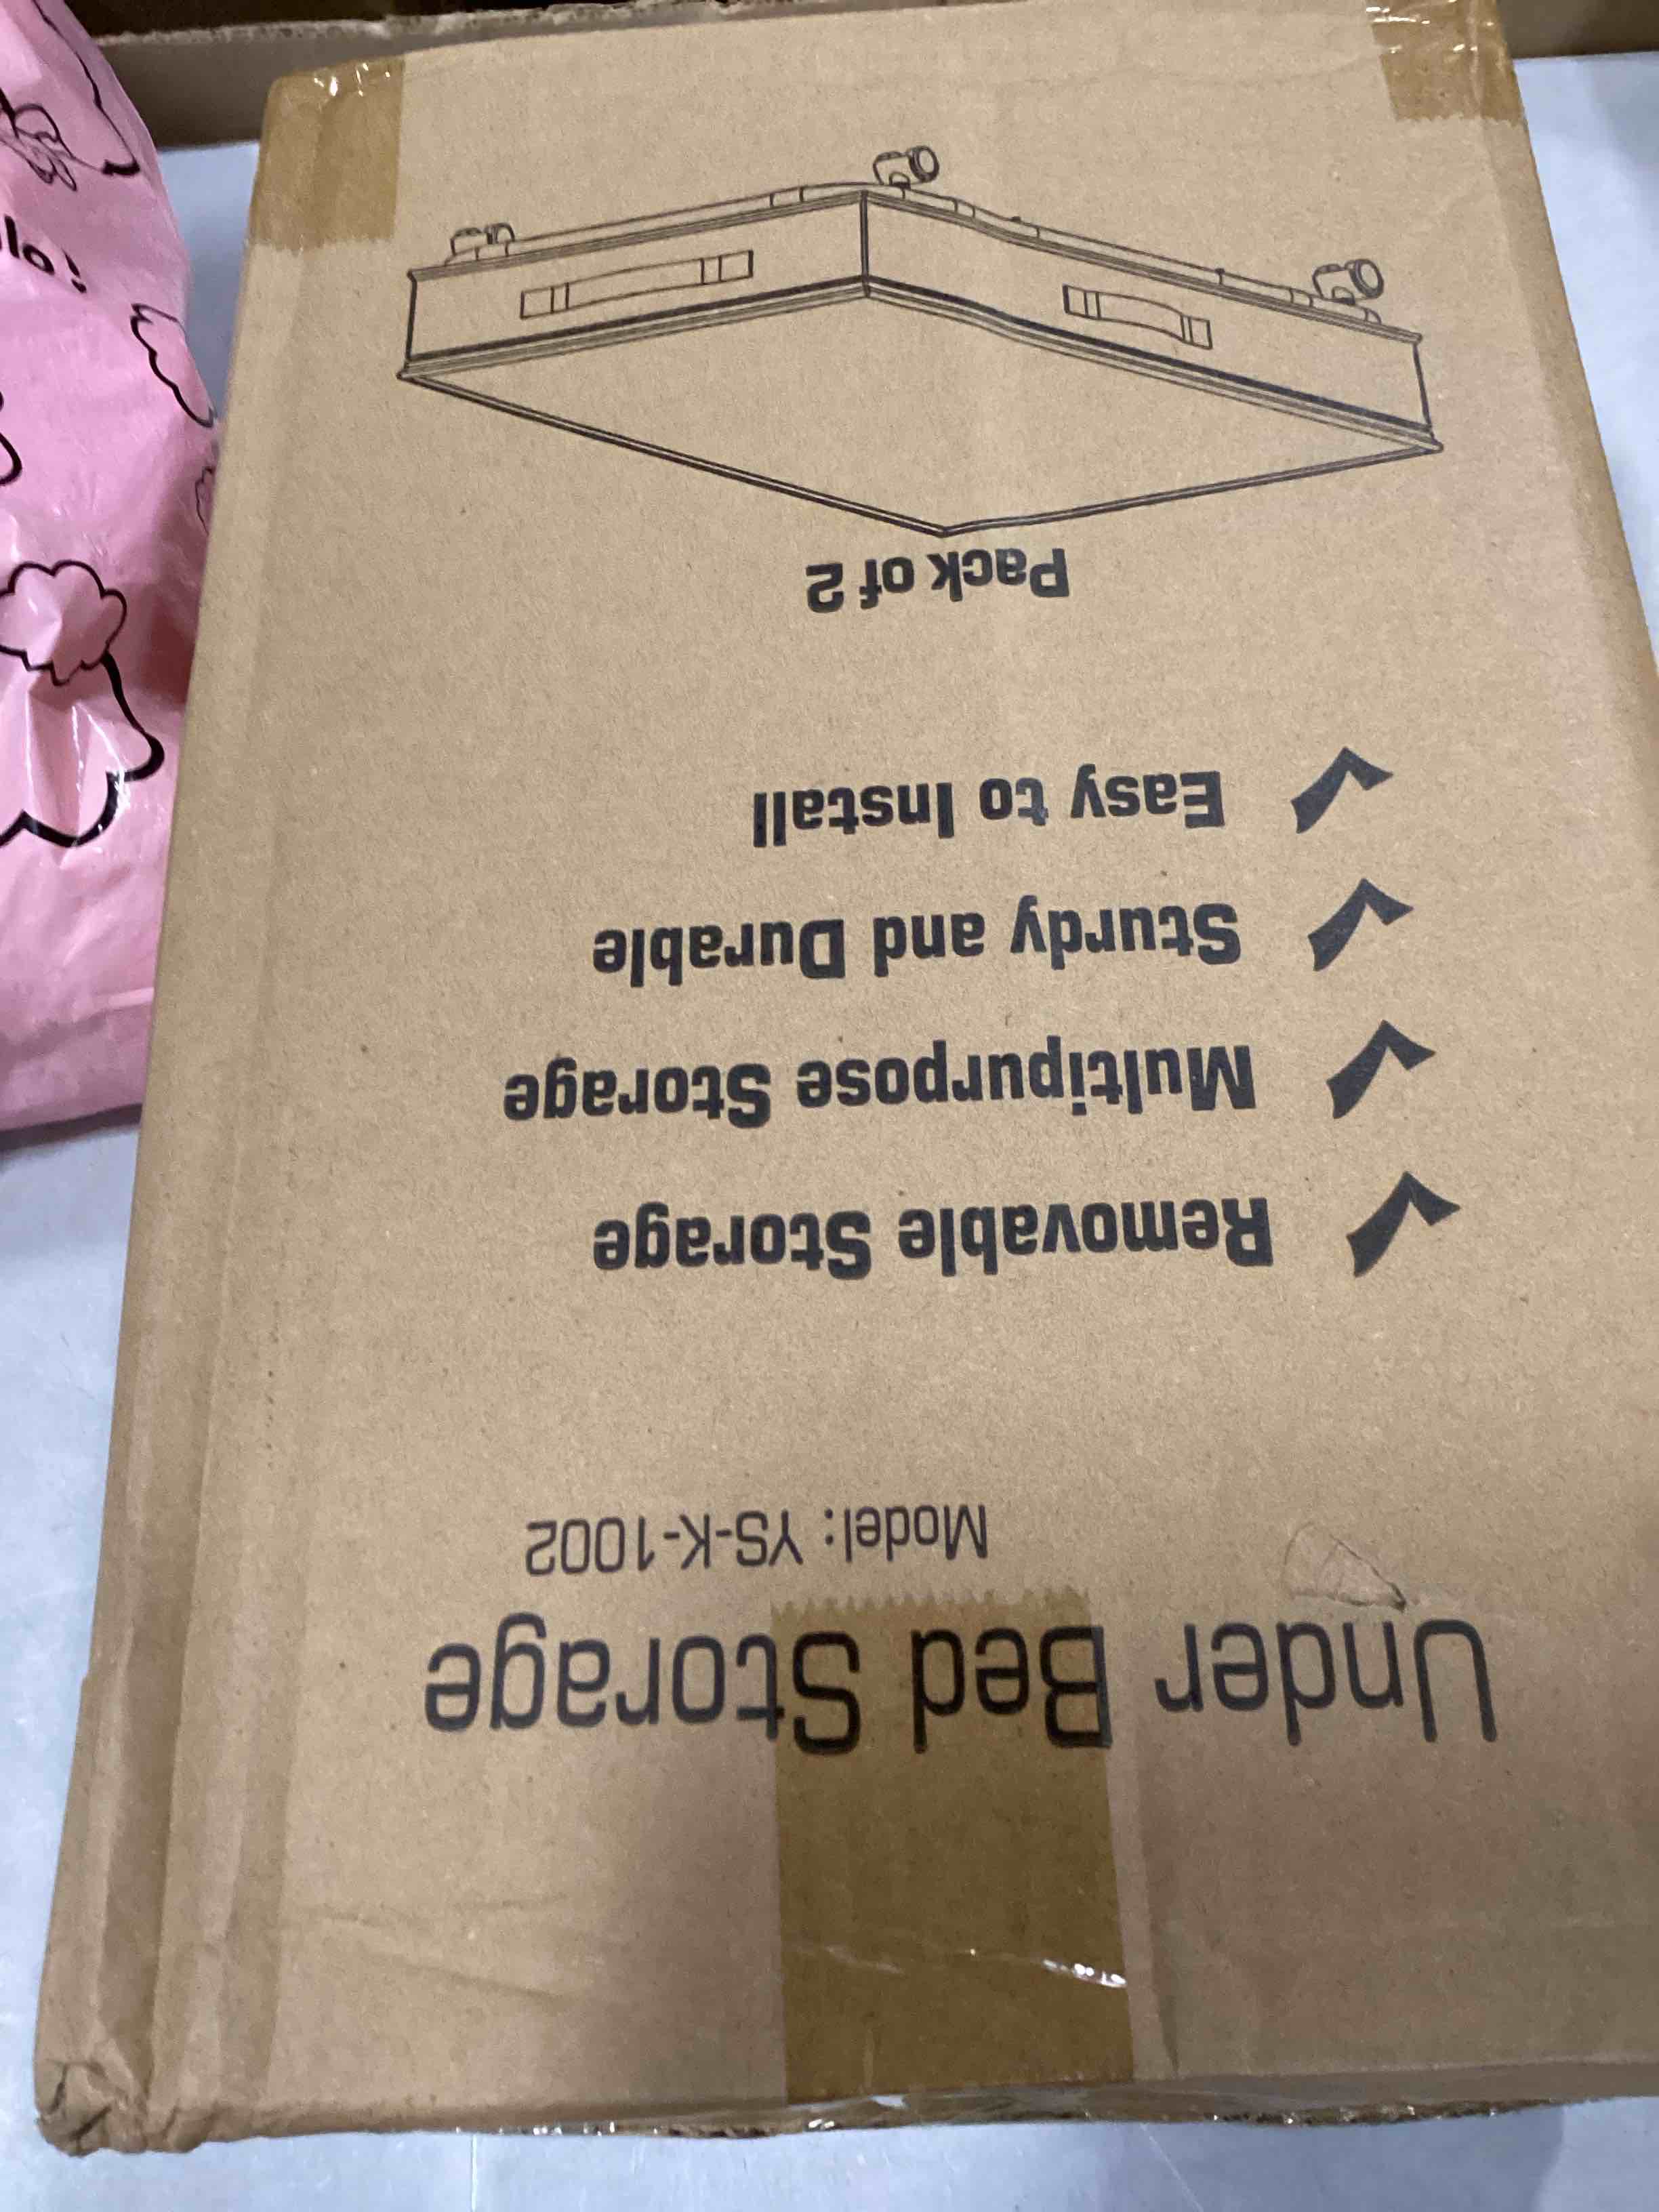 Under Bed Storage
Model: YS-K-1002
Removable Storage
Multipurpose Storage
Sturdy and Durable
Easy to Install
Pack of 2